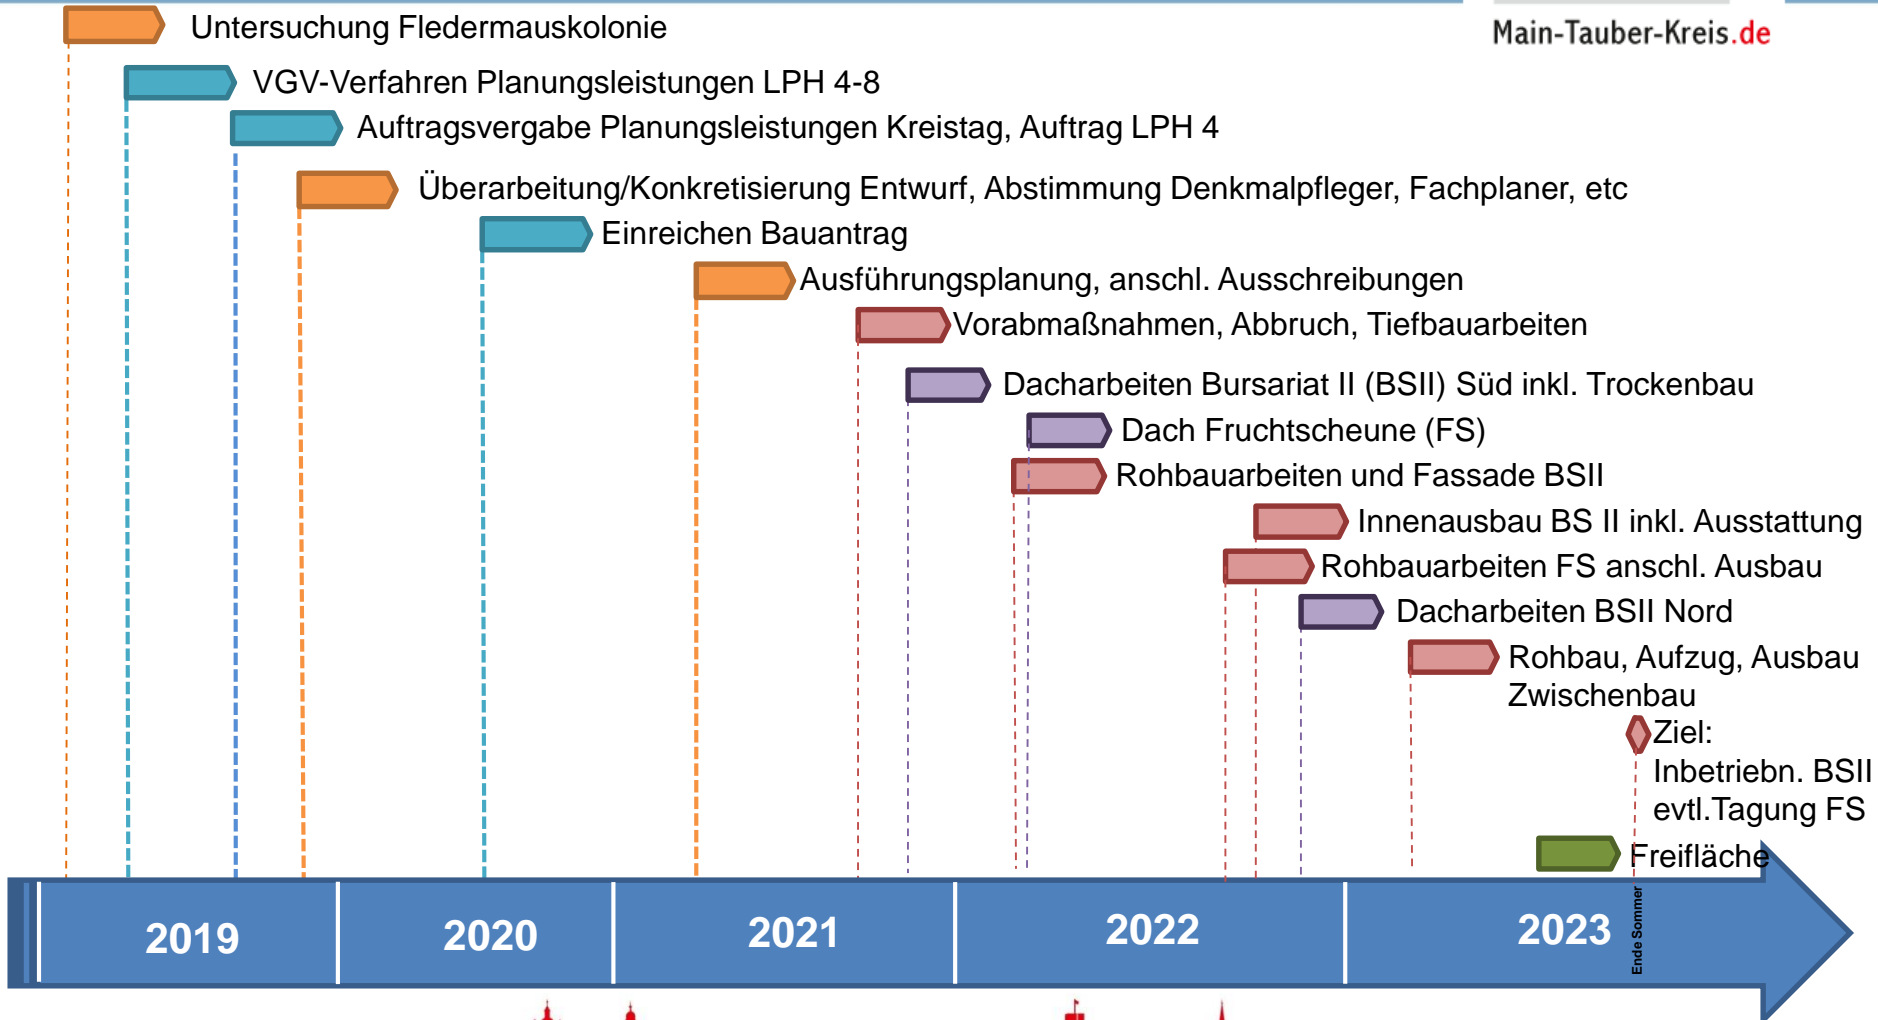 Untersuchung Fledermauskolonie
Main-Tauber-Kreis.de
VGV-Verfahren Planungsleistungen LPH 4-8
Auftragsvergabe Planungsleistungen Kreistag, Auftrag LPH 4
Überarbeitung/Konkretisierung Entwurf, Abstimmung Denkmalpfleger, Fachplaner, etc
Einreichen Bauantrag
Ausführungsplanung, anschl. Ausschreibungen
Vorabmaßnahmen, Abbruch, Tiefbauarbeiten
Dacharbeiten Bursariat II (BSII) Süd inkl. Trockenbau
Dach Fruchtscheune (FS)
Rohbauarbeiten und Fassade BSII
Innenausbau BS II inkl. Ausstattung
Rohbauarbeiten FS anschl. Ausbau
Dacharbeiten BSII Nord
Rohbau, Aufzug, Ausbau
Zwischenbau
Ziel:
Inbetriebn. BSII
evtl.Tagung FS
Freifläche
2019
2020
2021
2022
2023
Ende Sommer